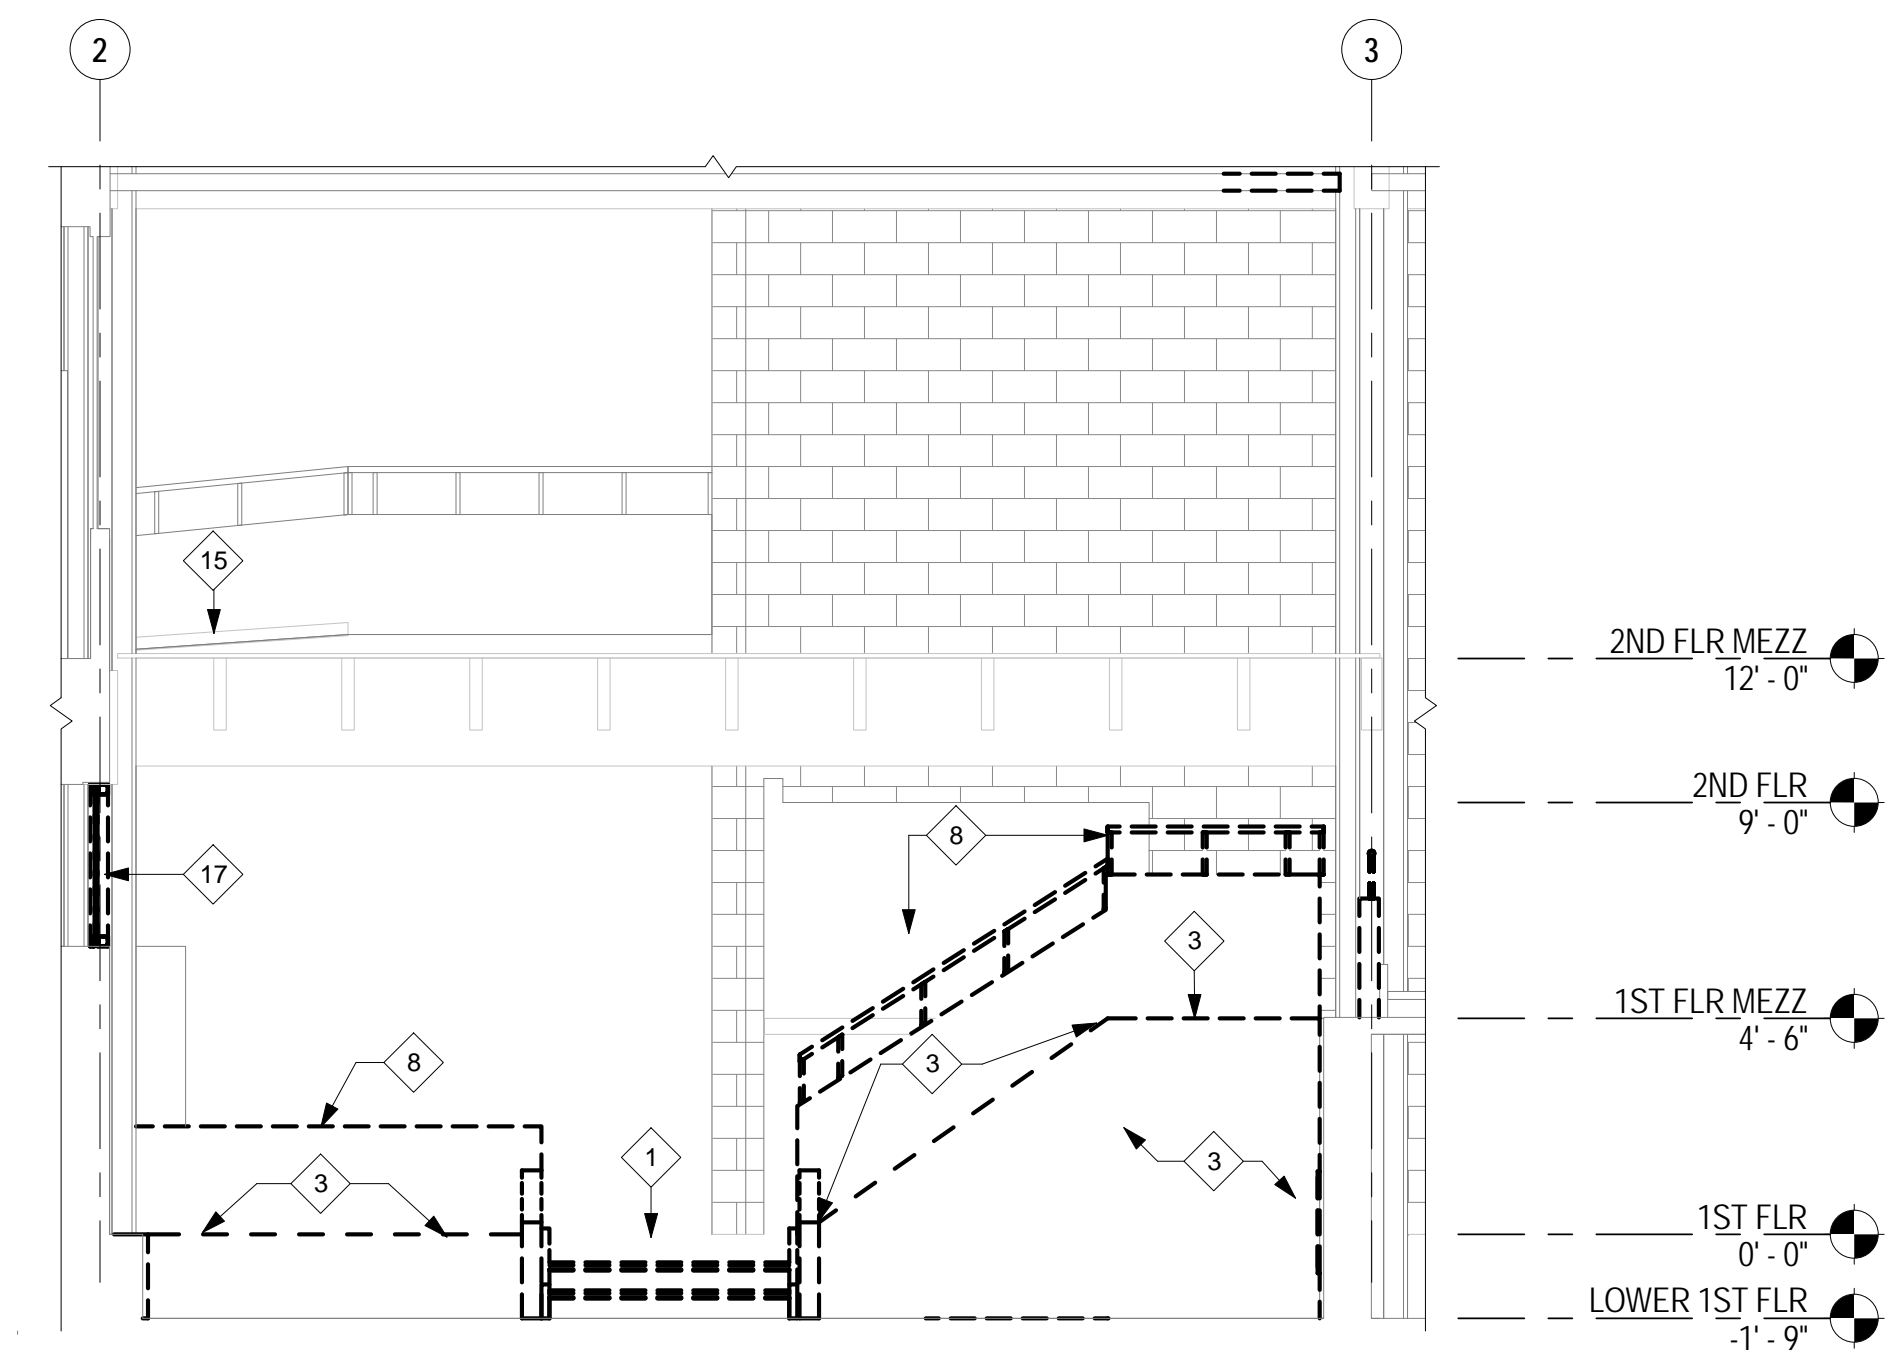 2
3
15
2ND FLR MEZZ
12' - 0"
2ND FLR
9' - 0"
8
17
3
1ST FLR MEZZ
4' - 6"
8
3
1
3
3
1ST FLR
0' - 0"
LOWER 1ST FLR
-1' - 9"